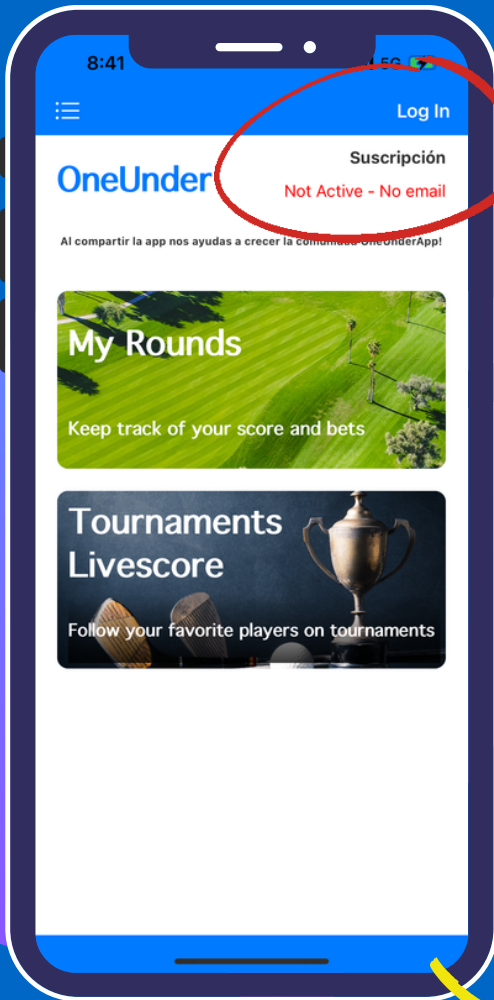 8:41
5G
Log In
OneUnder
Suscripción
Not Active - No email
Al compartir la app nos ayudas a crecer la comunidad OneUnderApp!
My Rounds
Keep track of your score and bets
Tournaments
Livescore
Follow your favorite players on tournaments